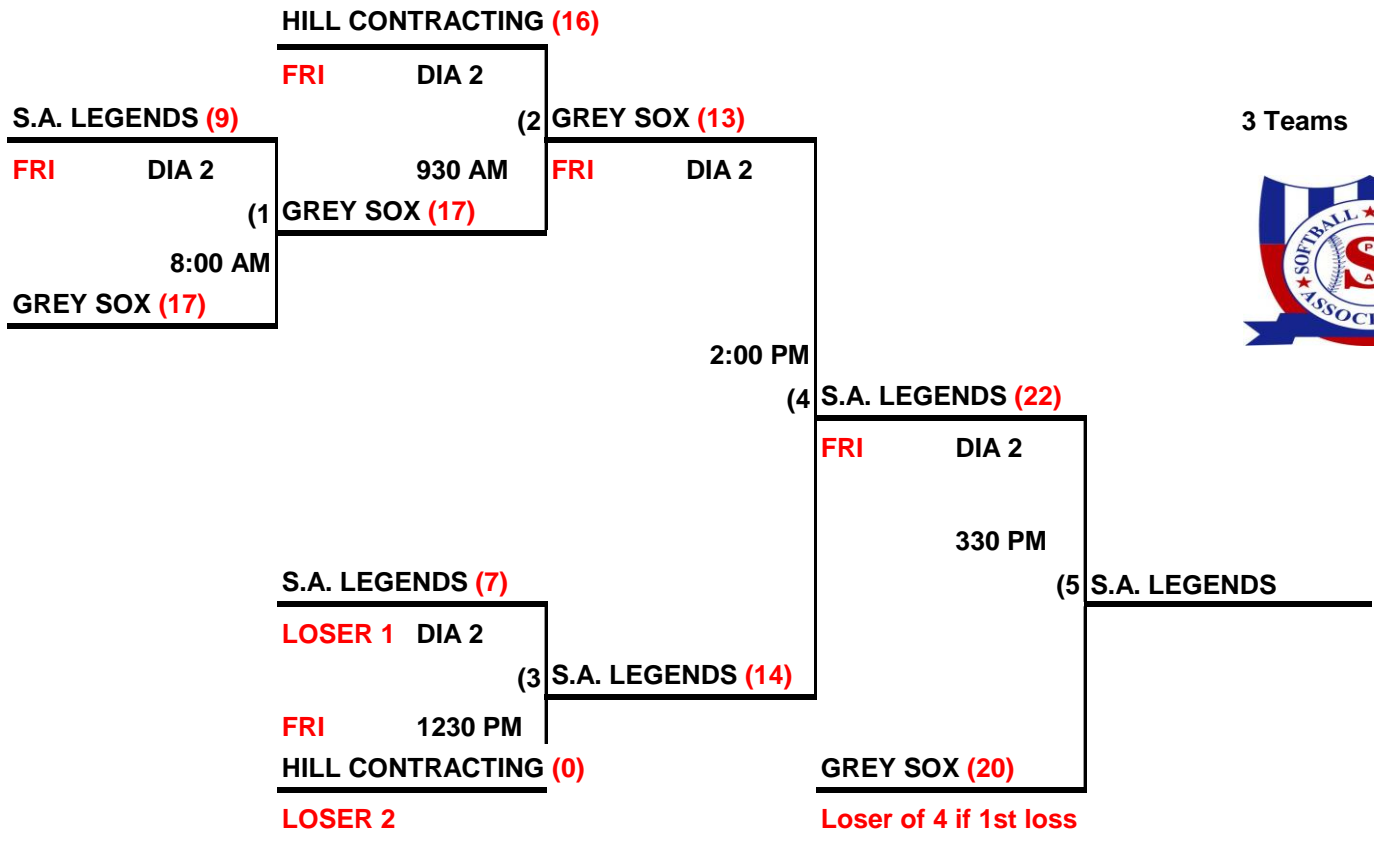 HILL CONTRACTING (16)
FRI DIA 2
S.A. LEGENDS (9) (2 GREY SOX (13) 3 Teams
FRI DIA 2 930 AM FRI DIA 2
(1 GREY SOX (17)
8:00 AM
GREY SOX (17)
2:00 PM
(4 S.A. LEGENDS (22)
FRI DIA 2
330 PM
S.A. LEGENDS (7) (5 S.A. LEGENDS
LOSER 1 DIA 2
(3 S.A. LEGENDS (14)
FRI 1230 PM
HILL CONTRACTING (0) GREY SOX (20)
LOSER 2 Loser of 4 if 1st loss
SOFTBALL